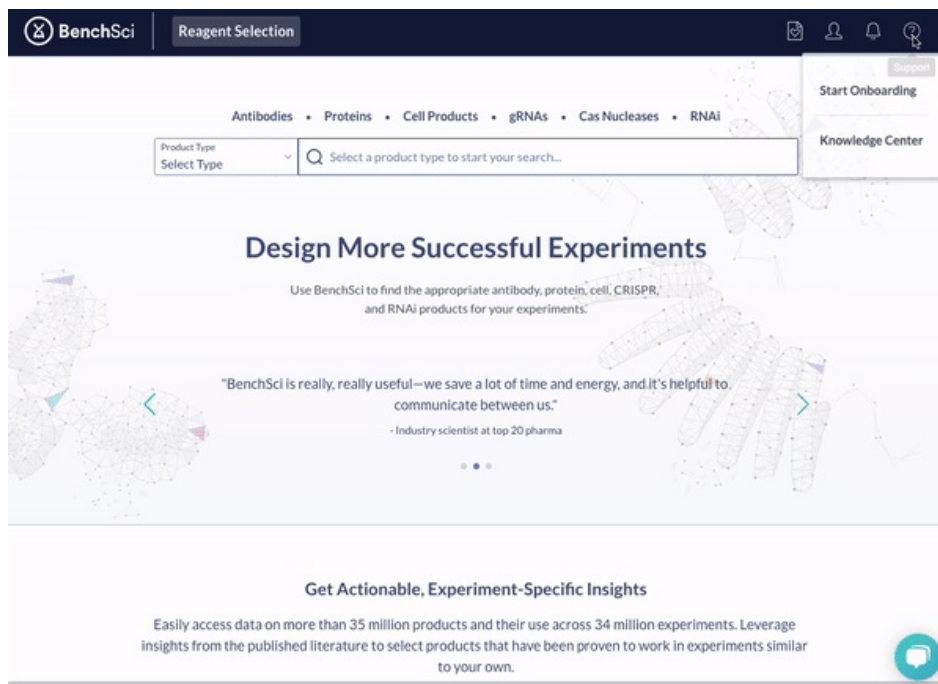 BenchSci
Reagent Selection
Support
Start Onboarding
Knowledge Center
Antibodies • Proteins • Cell Products • gRNAs • Cas Nucleases • RNAi
Product Type
Select Type
Select a product type to start your search...
Design More Successful Experiments
Use BenchSci to find the appropriate antibody, protein, cell, CRISPR,
and RNAi products for your experiments.
"BenchSci is really, really useful—we save a lot of time and energy, and it's helpful to
communicate between us."
- Industry scientist at top 20 pharma
Get Actionable, Experiment-Specific Insights
Easily access data on more than 35 million products and their use across 34 million experiments. Leverage
insights from the published literature to select products that have been proven to work in experiments similar
to your own.